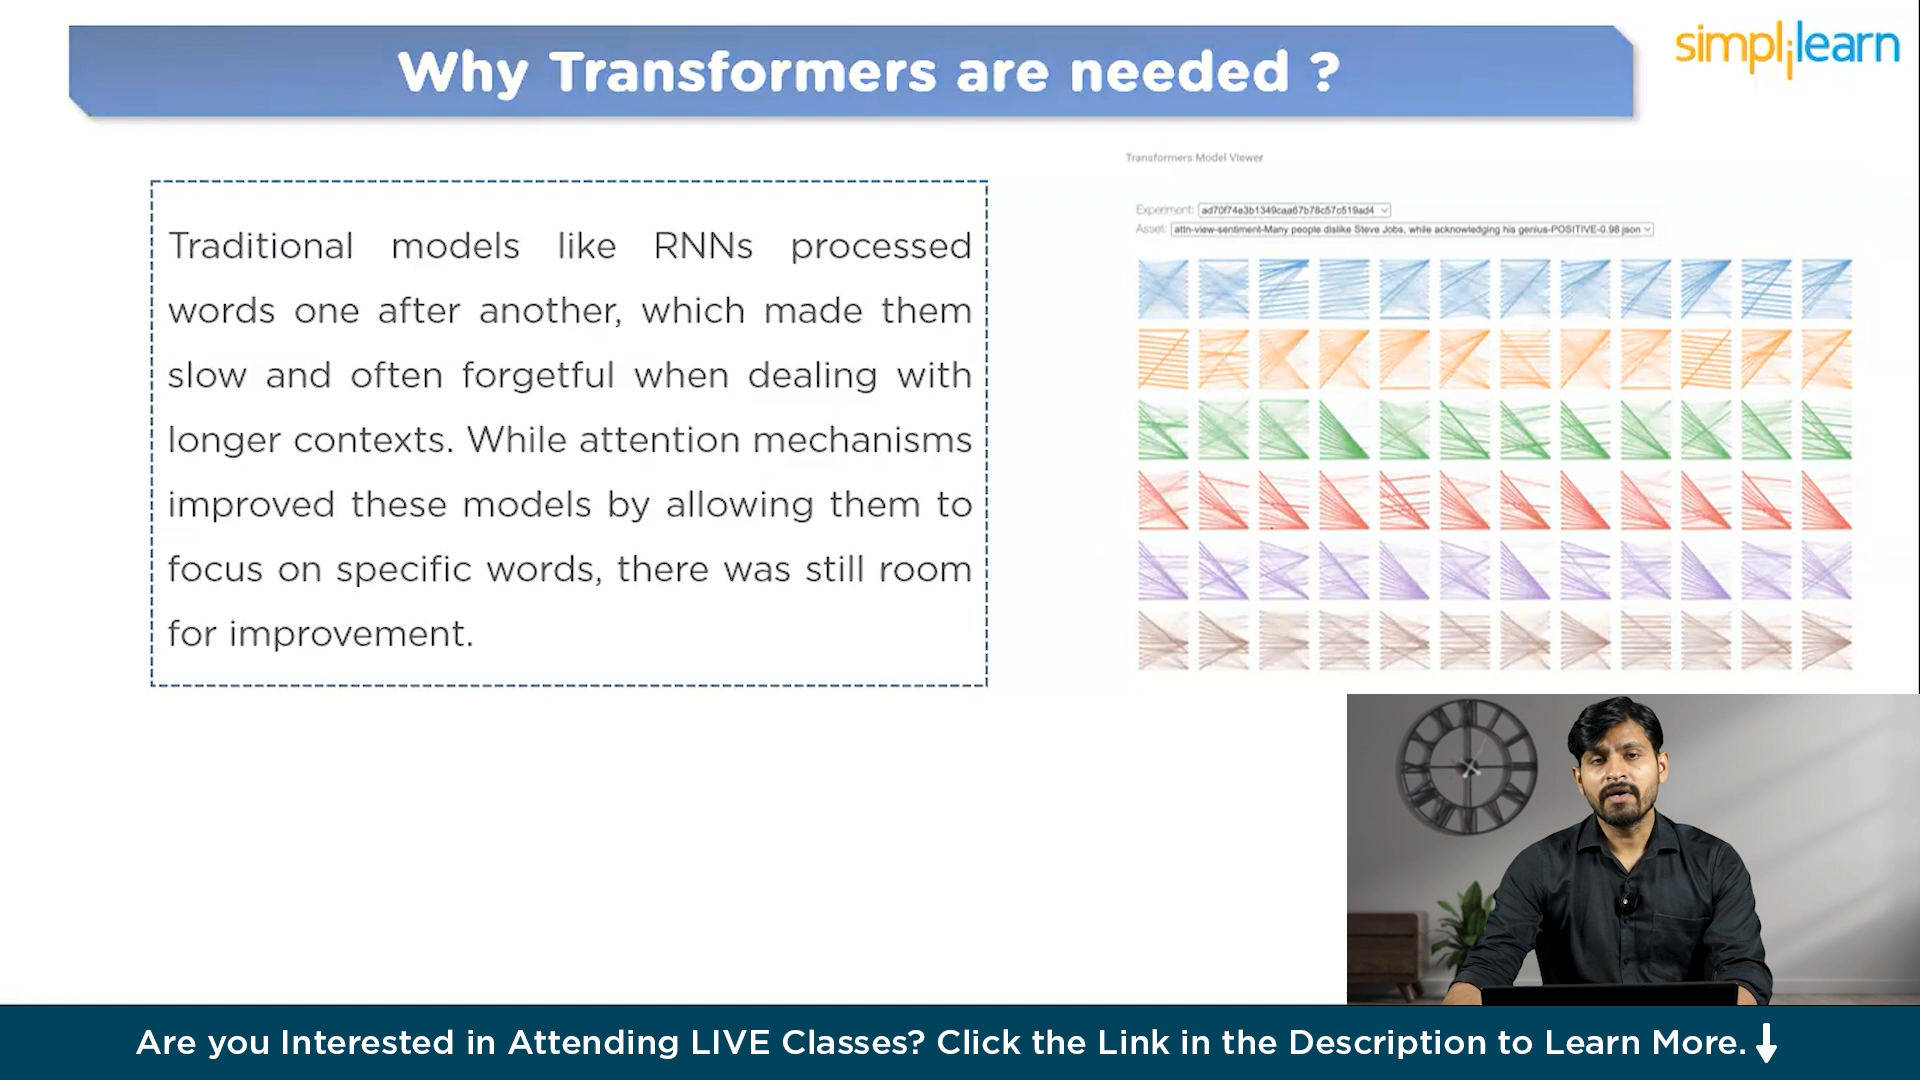 Why Transformers are needed ?
simplilearn
Traditional models like RNNs processed
words one after another, which made them
slow and often forgetful when dealing with
longer contexts. While attention mechanisms
improved these models by allowing them to
focus on specific words, there was still room
for improvement.
Transformers Model Viewer
Experiment: ad70f74e3b1349caa67b78c57c519ad4
Asset: attn-view-sentiment-Many people dislike Steve Jobs, while acknowledging his genius-POSITIVE-0.98.json
Are you Interested in Attending LIVE Classes? Click the Link in the Description to Learn More.